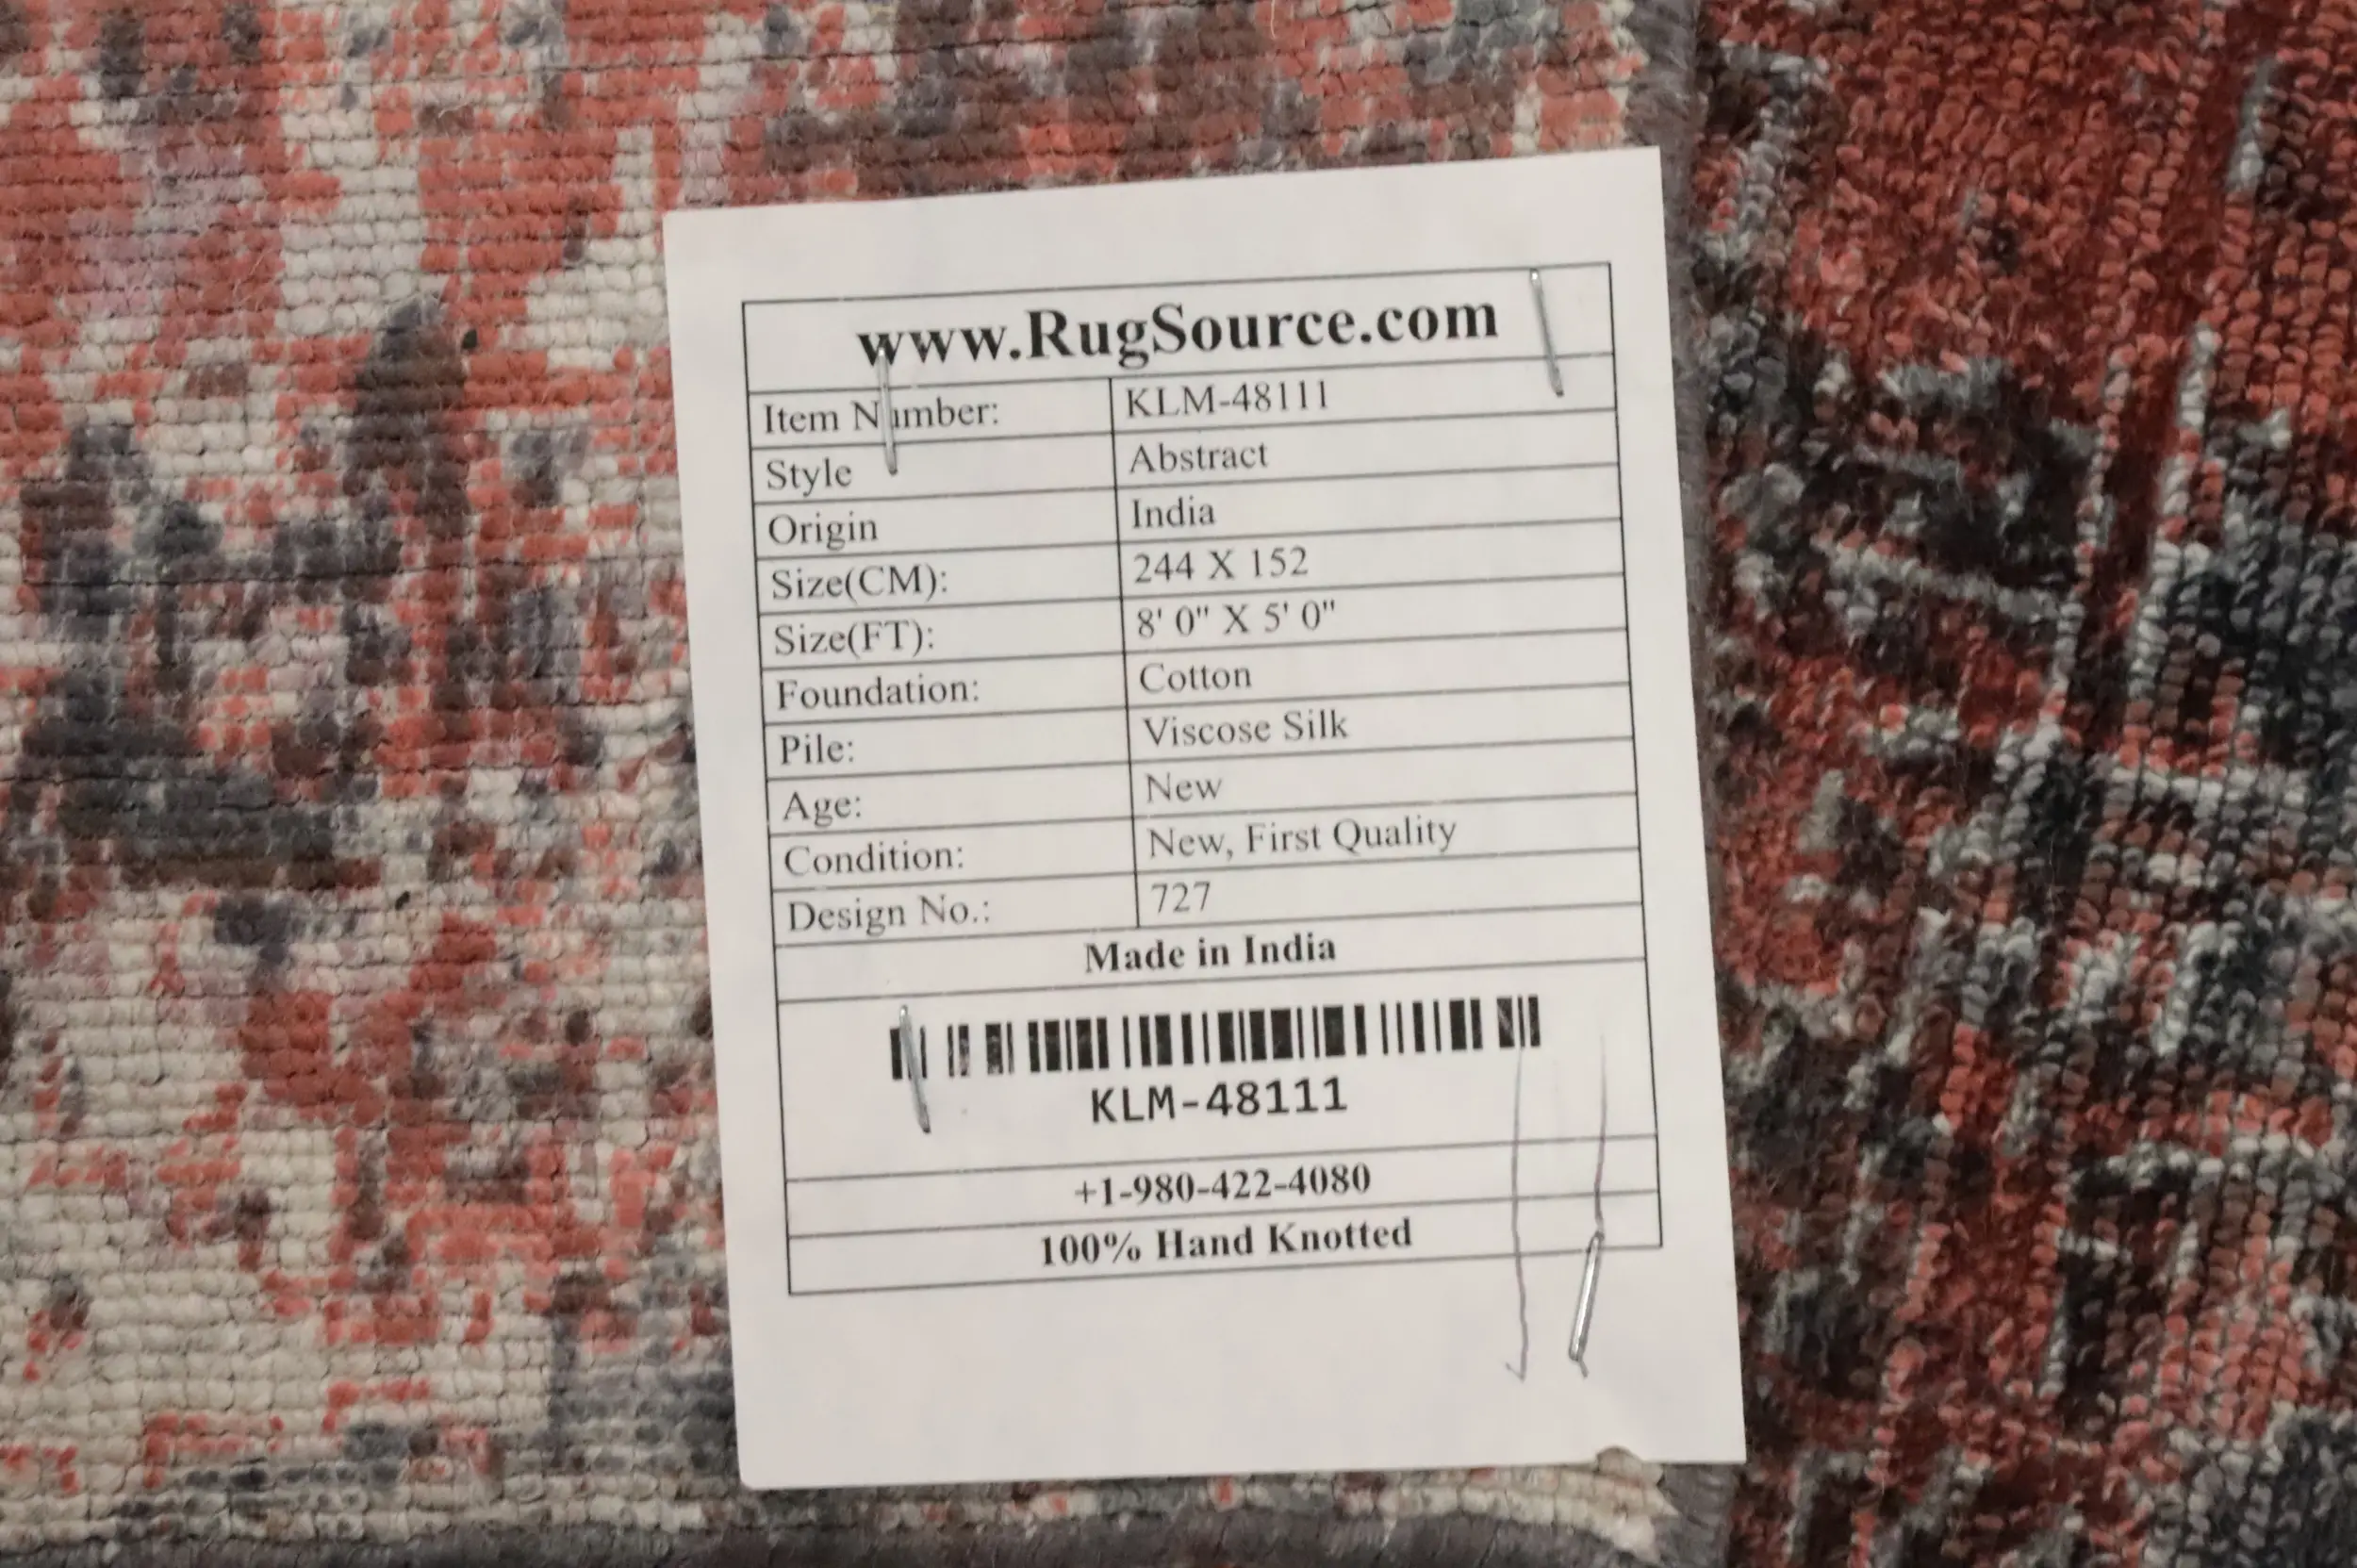 www.RugSource.com
Item Number: KLM-48111
Style Abstract
Origin India
Size(CM): 244 X 152
Size(FT): 8' 0" X 5' 0"
Foundation: Cotton
Pile: Viscose Silk
Age: New
Condition: New, First Quality
Design No.: 727
Made in India
KLM-48111
+1-980-422-4080
100% Hand Knotted